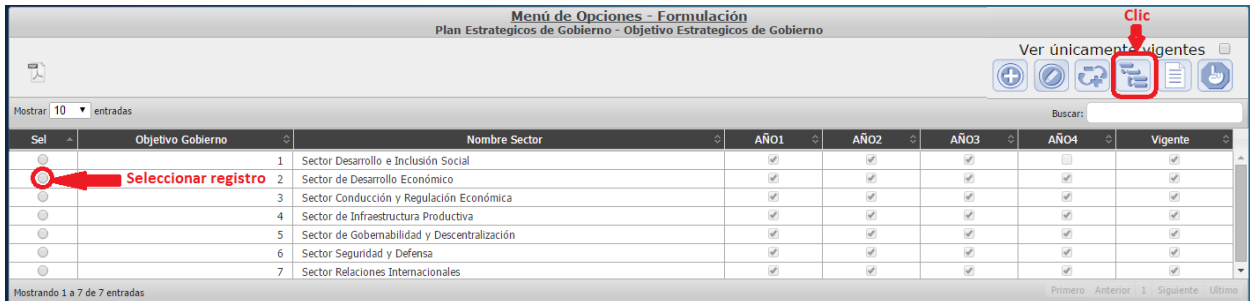 Menú de Opciones - Formulación
Clic
Plan Estrategicos de Gobierno - Objetivo Estrategicos de Gobierno
Ver únicamente vigentes
Mostrar 10 entradas
Buscar:
Sel Objetivo Gobierno Nombre Sector AÑO1 AÑO2 AÑO3 AÑO4 Vigente
1 Sector Desarrollo e Inclusión Social
Seleccionar registro 2 Sector de Desarrollo Económico
3 Sector Conducción y Regulación Económica
4 Sector de Infraestructura Productiva
5 Sector de Gobernabilidad y Descentralización
6 Sector Seguridad y Defensa
7 Sector Relaciones Internacionales
Mostrando 1 a 7 de 7 entradas
Primero Anterior 1 Siguiente Ultimo